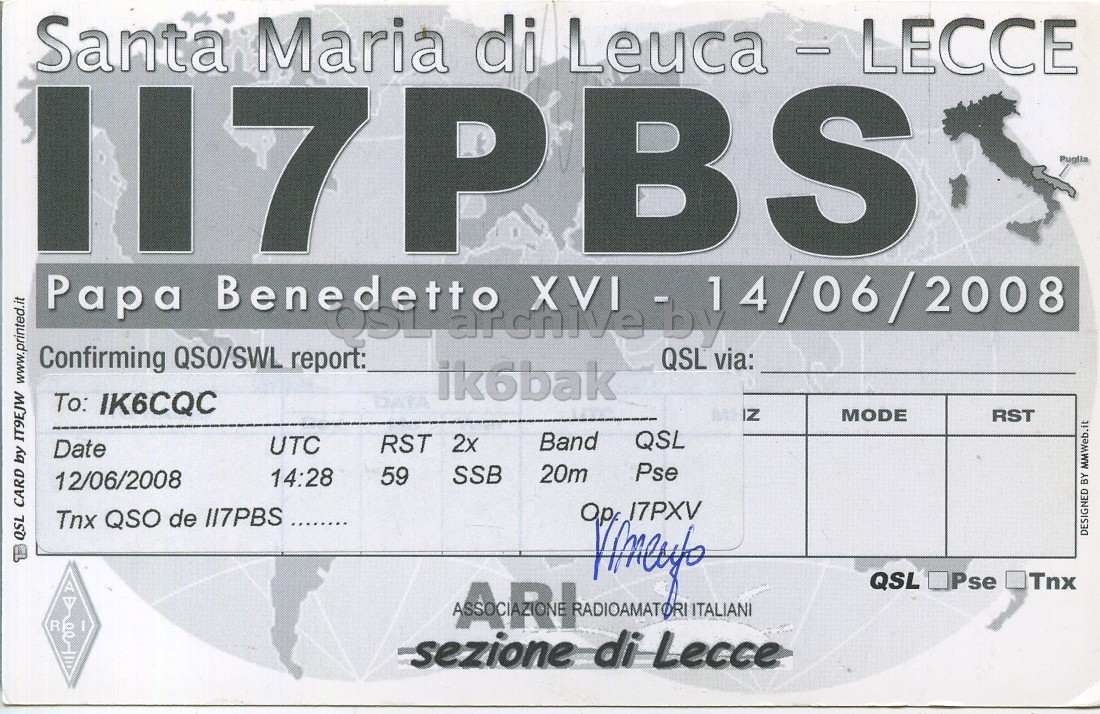 Santa Maria di Leuca – LECCE
II7PBS
Puglia
Papa Benedetto XVI - 14/06/2008
QSL archive by
ik6bak
Confirming QSO/SWL report: QSL via:
To: IK6CQC
DATA UTC MHZ MODE RST
Date UTC RST 2x Band QSL
12/06/2008 14:28 59 SSB 20m Pse
Tnx QSO de II7PBS ........ Op. I7PXV
Vincenzo
QSL Pse Tnx
ARI
ASSOCIAZIONE RADIOAMATORI ITALIANI
sezione di Lecce
A R I
QSL CARD by IT9EJW www.printed.it
DESIGNED BY MMWeb.it